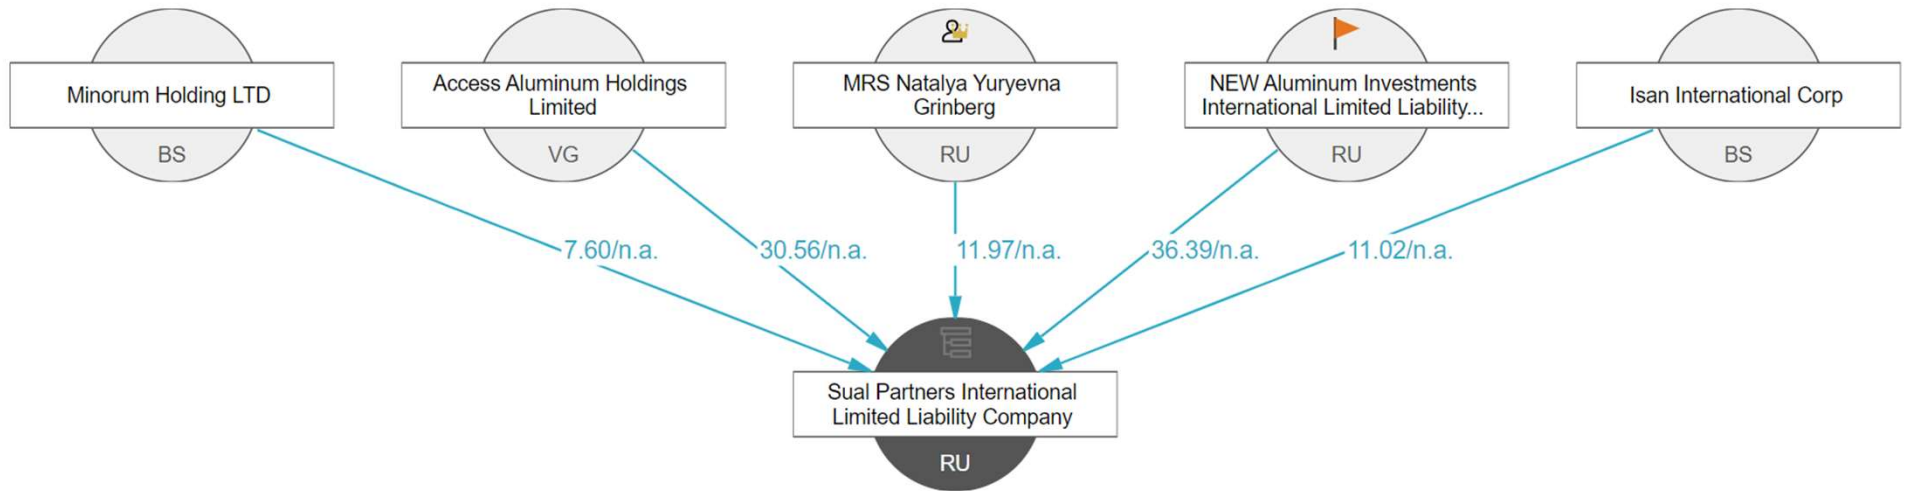 Minorum Holding LTD
BS
Access Aluminum Holdings
Limited
VG
MRS Natalya Yuryevna
Grinberg
RU
NEW Aluminum Investments
International Limited Liability...
RU
Isan International Corp
BS
7.60/n.a.
30.56/n.a.
11.97/n.a.
36.39/n.a.
11.02/n.a.
Sual Partners International
Limited Liability Company
RU